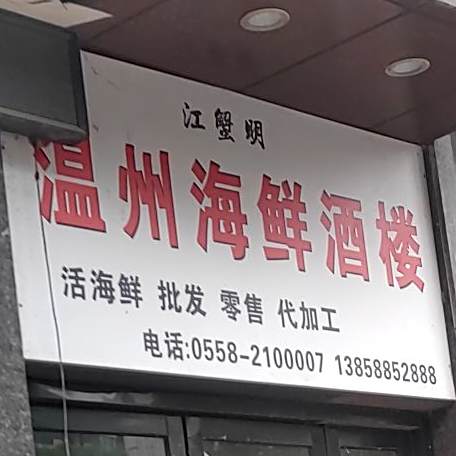 江蟹明
温州海鲜酒楼
活海鲜 批发 零售 代加工
电话:0558-2100007 13858852888